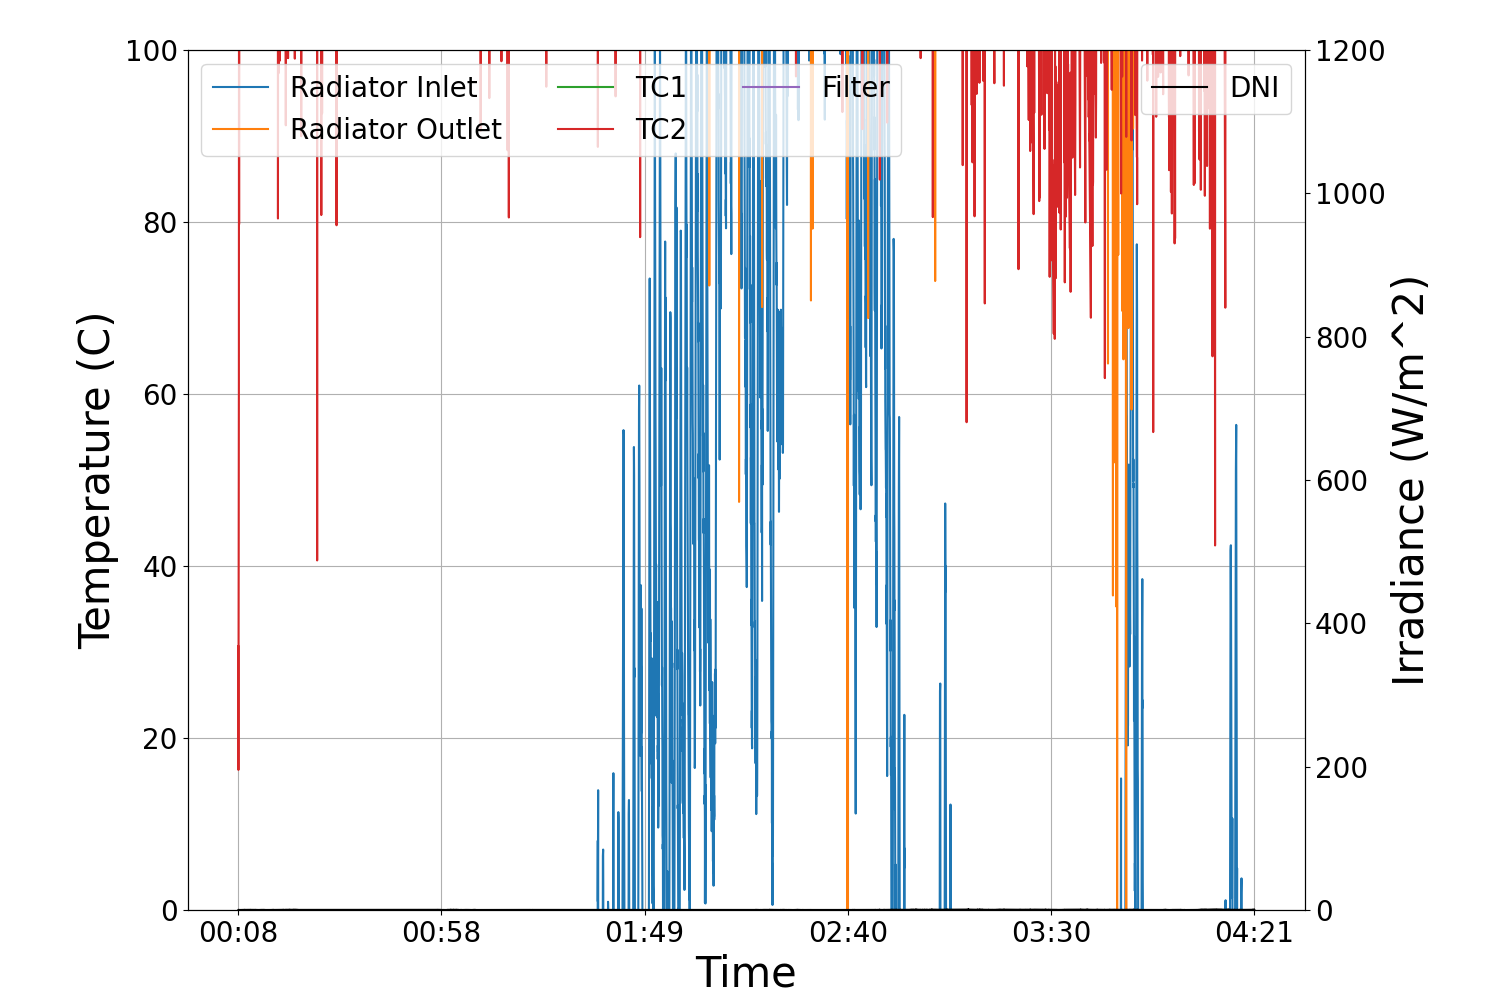 100
80
60
40
20
0
Temperature (C)
Radiator Inlet
Radiator Outlet
TC1
TC2
Filter
DNI
1200
1000
800
600
400
200
0
Irradiance (W/m^2)
00:08
00:58
01:49
02:40
03:30
04:21
Time